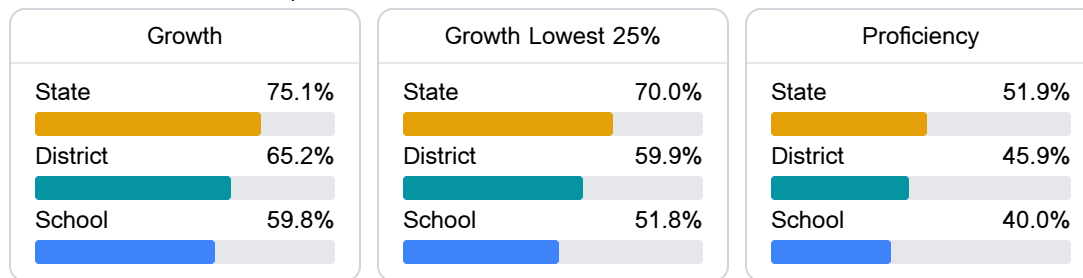 Growth
State 75.1%
District 65.2%
School 59.8%
Growth Lowest 25%
State 70.0%
District 59.9%
School 51.8%
Proficiency
State 51.9%
District 45.9%
School 40.0%